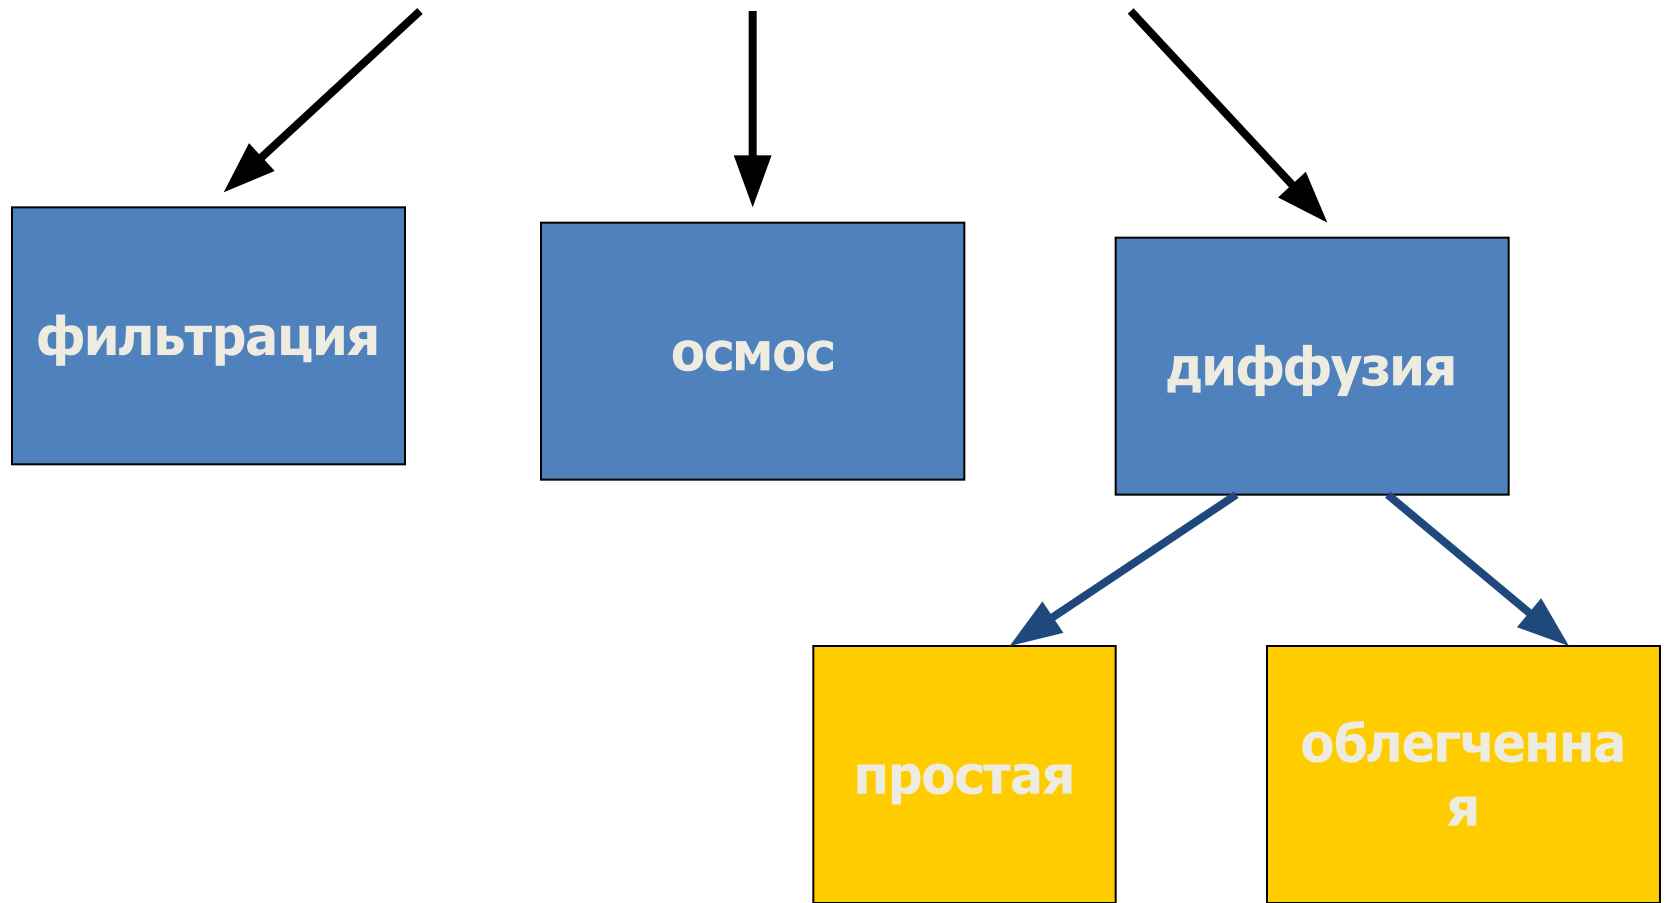 фильтрация
осмос
диффузия
простая
облегченна
я